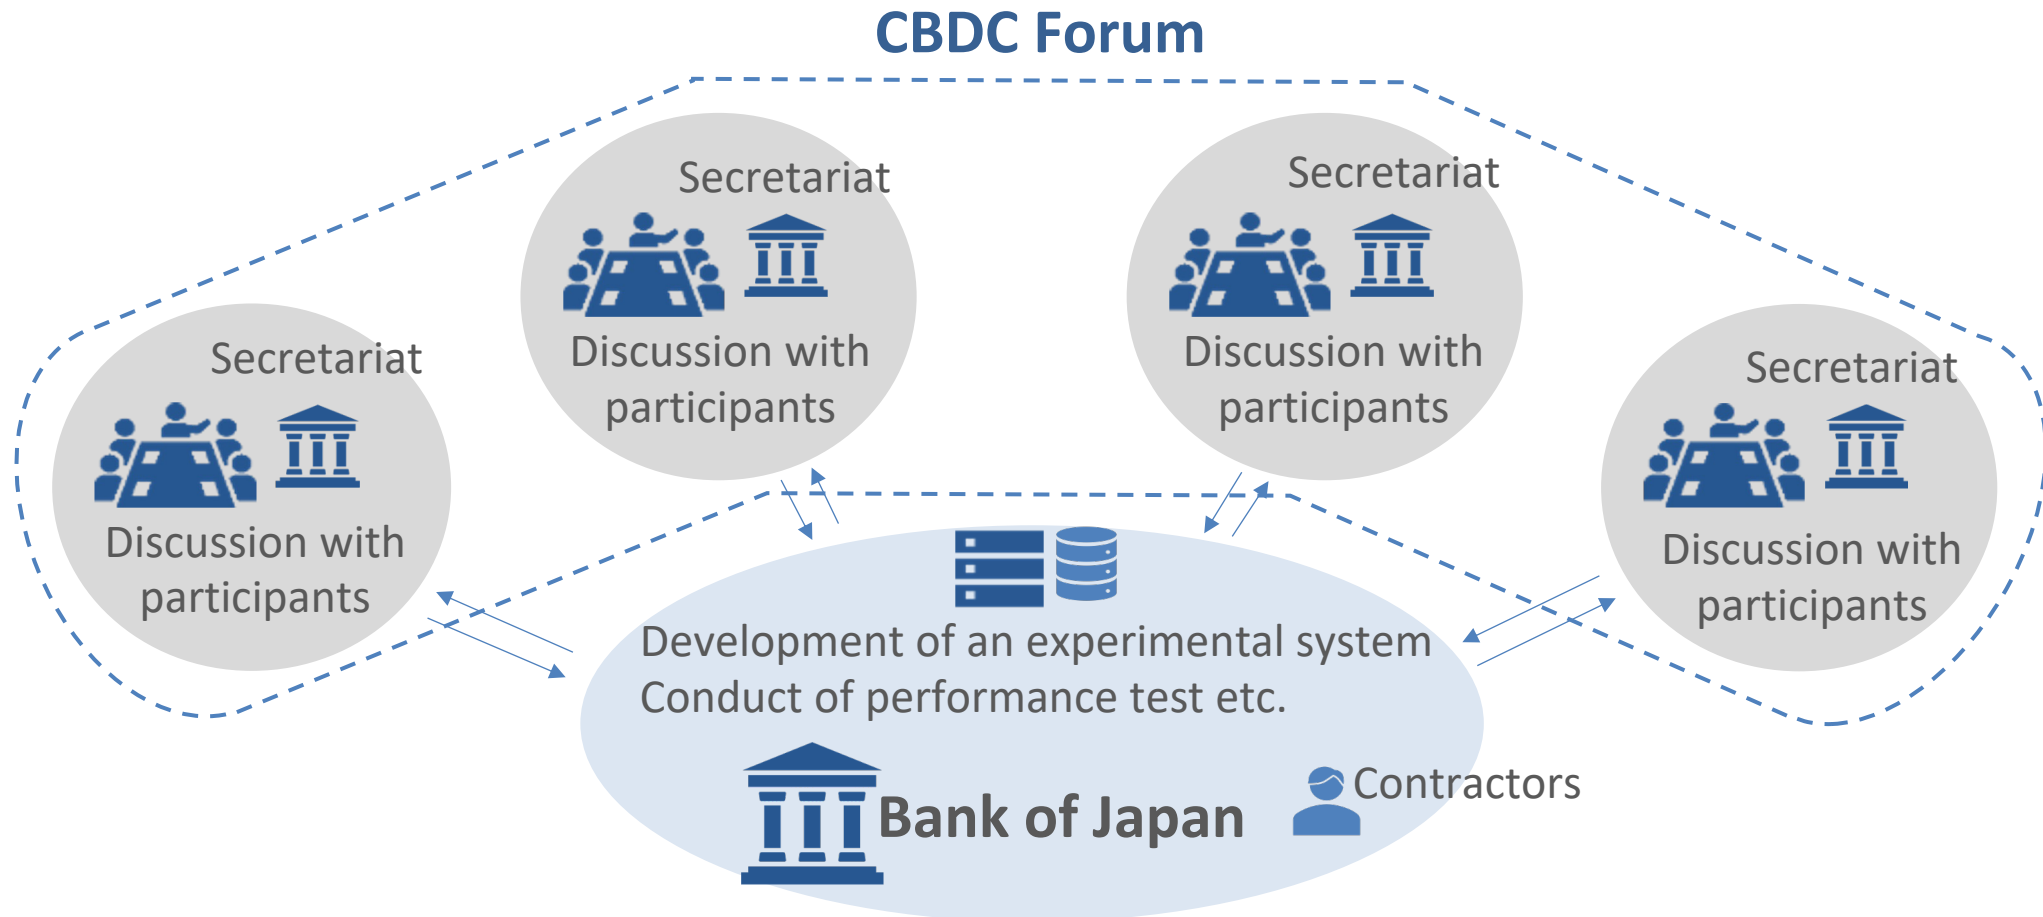 CBDC Forum
Secretariat
Discussion with
participants
Secretariat
Discussion with
participants
Secretariat
Discussion with
participants
Secretariat
Discussion with
participants
Development of an experimental system
Conduct of performance test etc.
Bank of Japan
Contractors